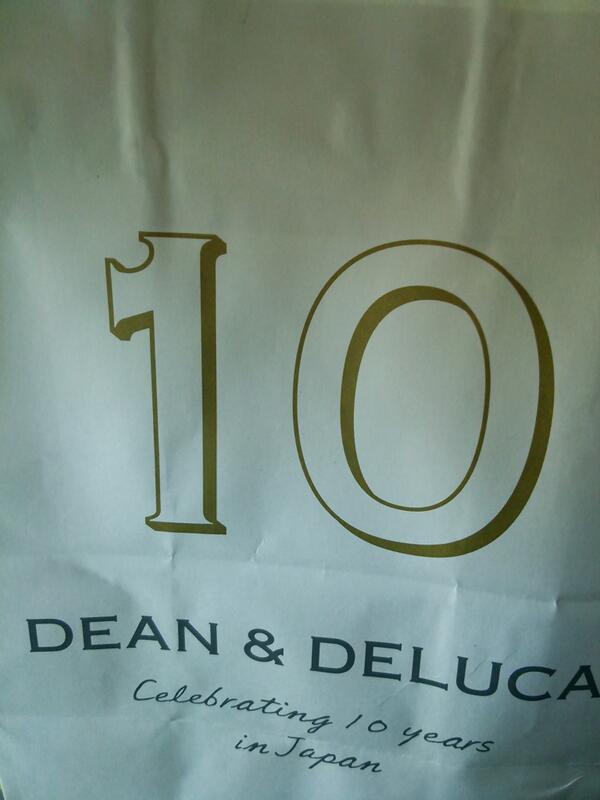 10
DEAN & DELUCA
Celebrating 10 years
in Japan